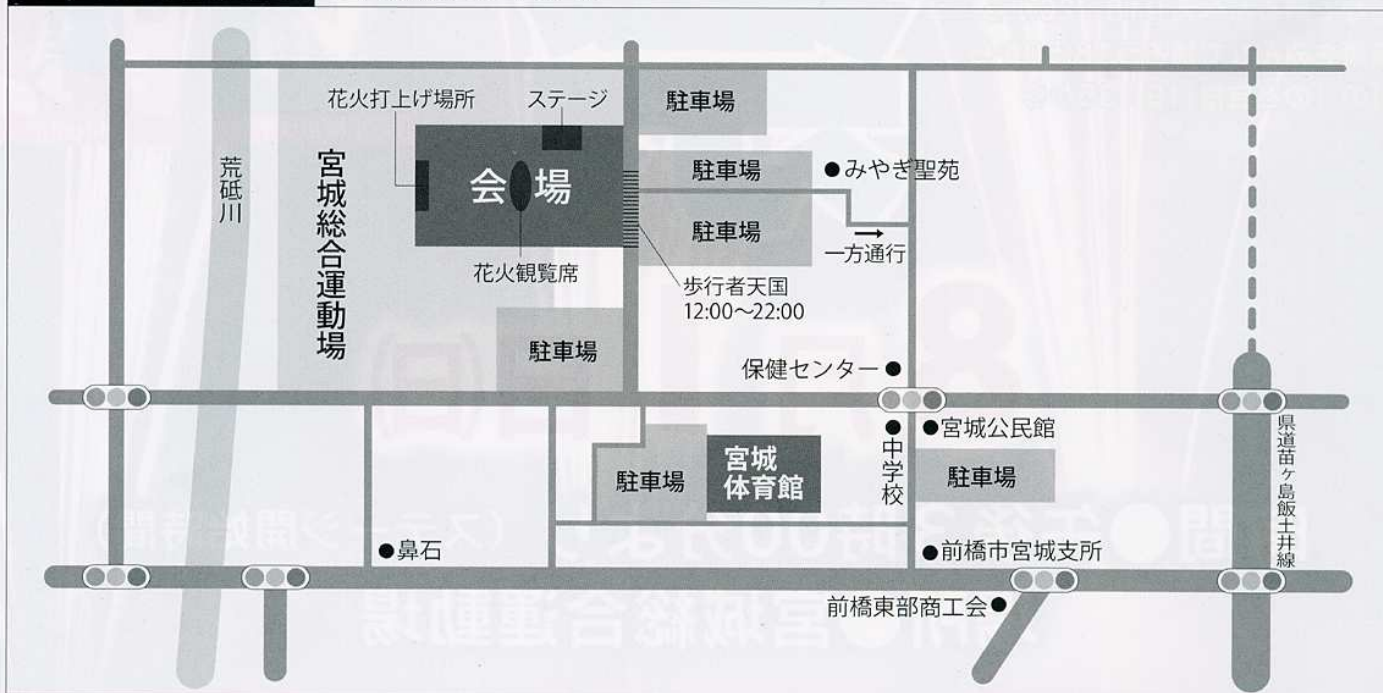 花火打上げ場所
ステージ
駐車場
荒砥川
宮城総合運動場
会場
駐車場
みやぎ聖苑
駐車場
一方通行
花火観覧席
歩行者天国
12:00〜22:00
駐車場
保健センター
宮城公民館
中学校
駐車場
宮城
体育館
駐車場
県道苗ヶ島飯土井線
鼻石
前橋市宮城支所
前橋東部商工会